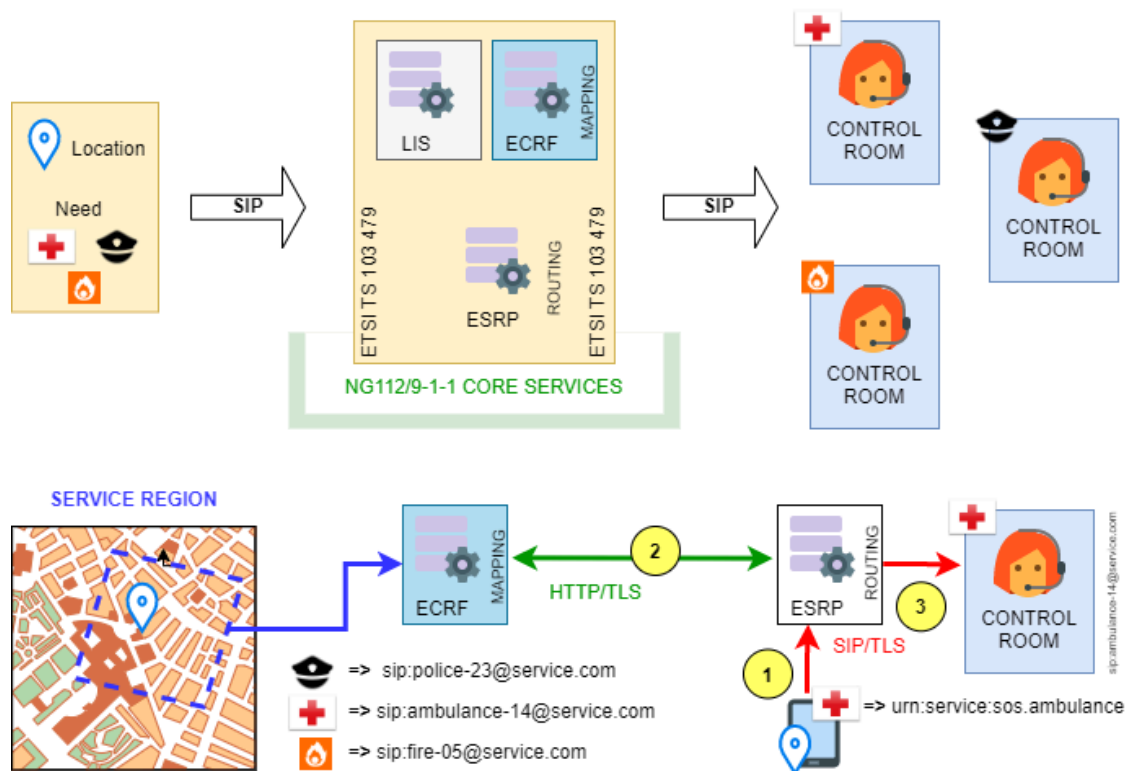 Location
Need
SIP
LIS
ECRF
MAPPING
ETSI TS 103 479
ESRP
ROUTING
ETSI TS 103 479
NG112/9-1-1 CORE SERVICES
SIP
CONTROL
ROOM
CONTROL
ROOM
CONTROL
ROOM
SERVICE REGION
ECRF
MAPPING
2
HTTP/TLS
ESRP
ROUTING
3
SIP/TLS
1
CONTROL
ROOM
sip:ambulance-14@service.com
=> sip:police-23@service.com
=> sip:ambulance-14@service.com
=> sip:fire-05@service.com
=> urn:service:sos.ambulance